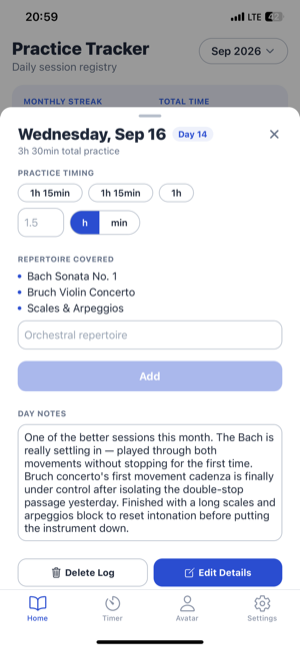 20:59
LTE 42
Practice Tracker
Sep 2026
Daily session registry
MONTHLY STREAK TOTAL TIME
Wednesday, Sep 16 Day 14
3h 30min total practice
PRACTICE TIMING
1h 15min 1h 15min 1h
1.5 h min
REPERTOIRE COVERED
• Bach Sonata No. 1
• Bruch Violin Concerto
• Scales & Arpeggios
Orchestral repertoire
Add
DAY NOTES
One of the better sessions this month. The Bach is
really settling in — played through both
movements without stopping for the first time.
Bruch concerto's first movement cadenza is finally
under control after isolating the double-stop
passage yesterday. Finished with a long scales and
arpeggios block to reset intonation before putting
the instrument down.
Delete Log Edit Details
Home Timer Avatar Settings